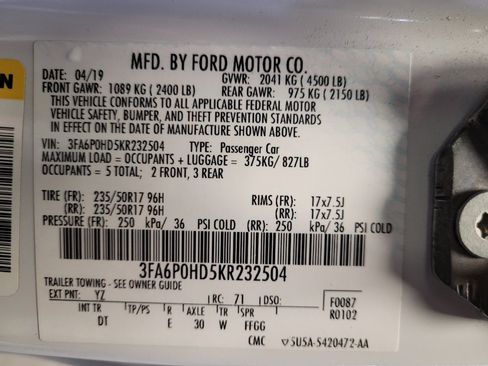 MFD. BY FORD MOTOR CO.
DATE: 04/19 GVWR: 2041 KG ( 4500 LB)
FRONT GAWR: 1089 KG ( 2400 LB) REAR GAWR: 975 KG ( 2150 LB)
THIS VEHICLE CONFORMS TO ALL APPLICABLE FEDERAL MOTOR
VEHICLE SAFETY, BUMPER, AND THEFT PREVENTION STANDARDS
IN EFFECT ON THE DATE OF MANUFACTURE SHOWN ABOVE.
VIN: 3FA6P0HD5KR232504 TYPE: Passenger Car
MAXIMUM LOAD = OCCUPANTS + LUGGAGE = 375KG/ 827LB
OCCUPANTS = 5 TOTAL; 2 FRONT, 3 REAR
TIRE (FR): 235/50R17 96H RIMS (FR): 17x7.5J
(RR): 235/50R17 96H (RR): 17x7.5J
PRESSURE (FR) 250 kPa/ 36 PSI COLD (RR) 250 kPa/ 36 PSI COLD
3FA6P0HD5KR232504
TRAILER TOWING - SEE OWNER GUIDE
EXT PNT: YZ RC: 71 DSO: F0087
INT TR TP/PS R AXLE TR SPR R0102
DT E 30 W FFGG
CMC 5U5A-5420472-AA